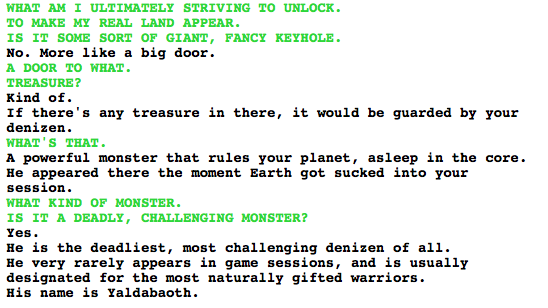 WHAT AM I ULTIMATELY STRIVING TO UNLOCK.
TO MAKE MY REAL LAND APPEAR.
IS IT SOME SORT OF GIANT, FANCY KEYHOLE.
No. More like a big door.
A DOOR TO WHAT.
TREASURE?
Kind of.
If there's any treasure in there, it would be guarded by your
denizen.
WHAT'S THAT.
A powerful monster that rules your planet, asleep in the core.
He appeared there the moment Earth got sucked into your
session.
WHAT KIND OF MONSTER.
IS IT A DEADLY, CHALLENGING MONSTER?
Yes.
He is the deadliest, most challenging denizen of all.
He very rarely appears in game sessions, and is usually
designated for the most naturally gifted warriors.
His name is Yaldabaoth.